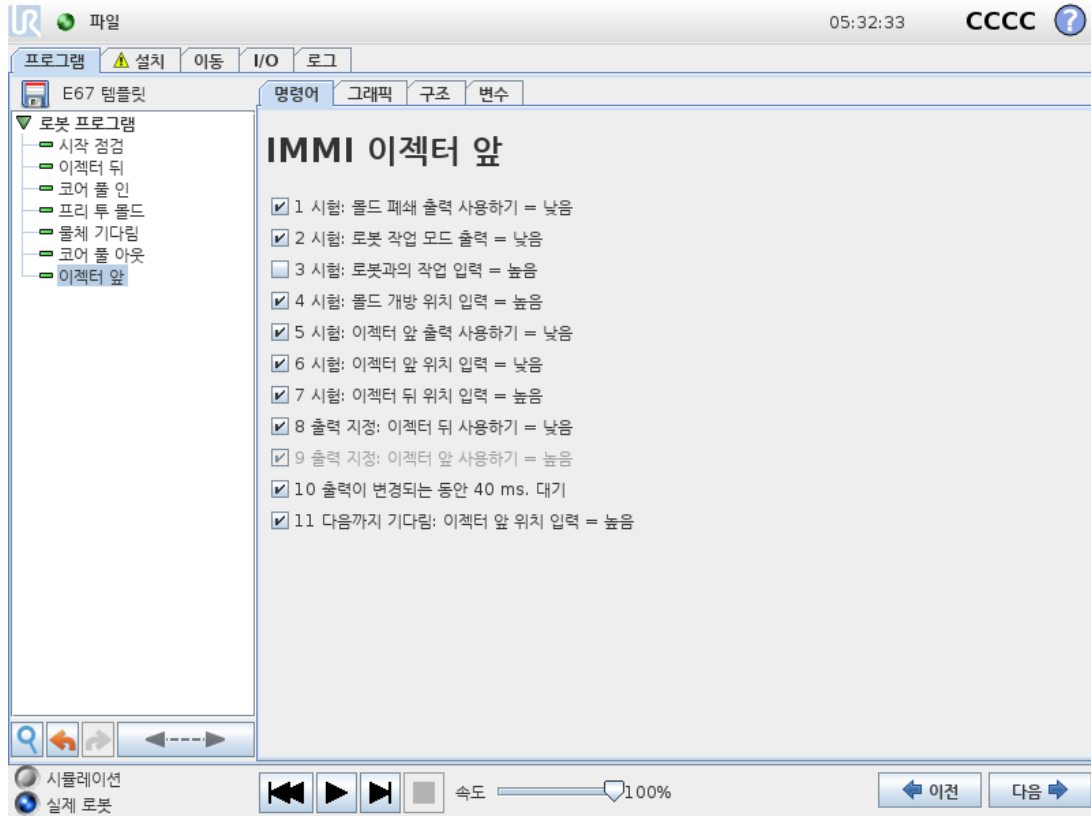 UR 파일 05:32:33 CCCC ?
프로그램 설치 이동 I/O 로그
E67 템플릿 명령어 그래픽 구조 변수
로봇 프로그램
시작 점검
이젝터 뒤
코어 풀 인
프리 투 몰드
물체 기다림
코어 풀 아웃
이젝터 앞
IMMI 이젝터 앞
1 시험: 몰드 폐쇄 출력 사용하기 = 낮음
2 시험: 로봇 작업 모드 출력 = 낮음
3 시험: 로봇과의 작업 입력 = 높음
4 시험: 몰드 개방 위치 입력 = 높음
5 시험: 이젝터 앞 출력 사용하기 = 낮음
6 시험: 이젝터 앞 위치 입력 = 낮음
7 시험: 이젝터 뒤 위치 입력 = 높음
8 출력 지정: 이젝터 뒤 사용하기 = 낮음
9 출력 지정: 이젝터 앞 사용하기 = 높음
10 출력이 변경되는 동안 40 ms. 대기
11 다음까지 기다림: 이젝터 앞 위치 입력 = 높음
시뮬레이션
실제 로봇
속도 100% 이전 다음